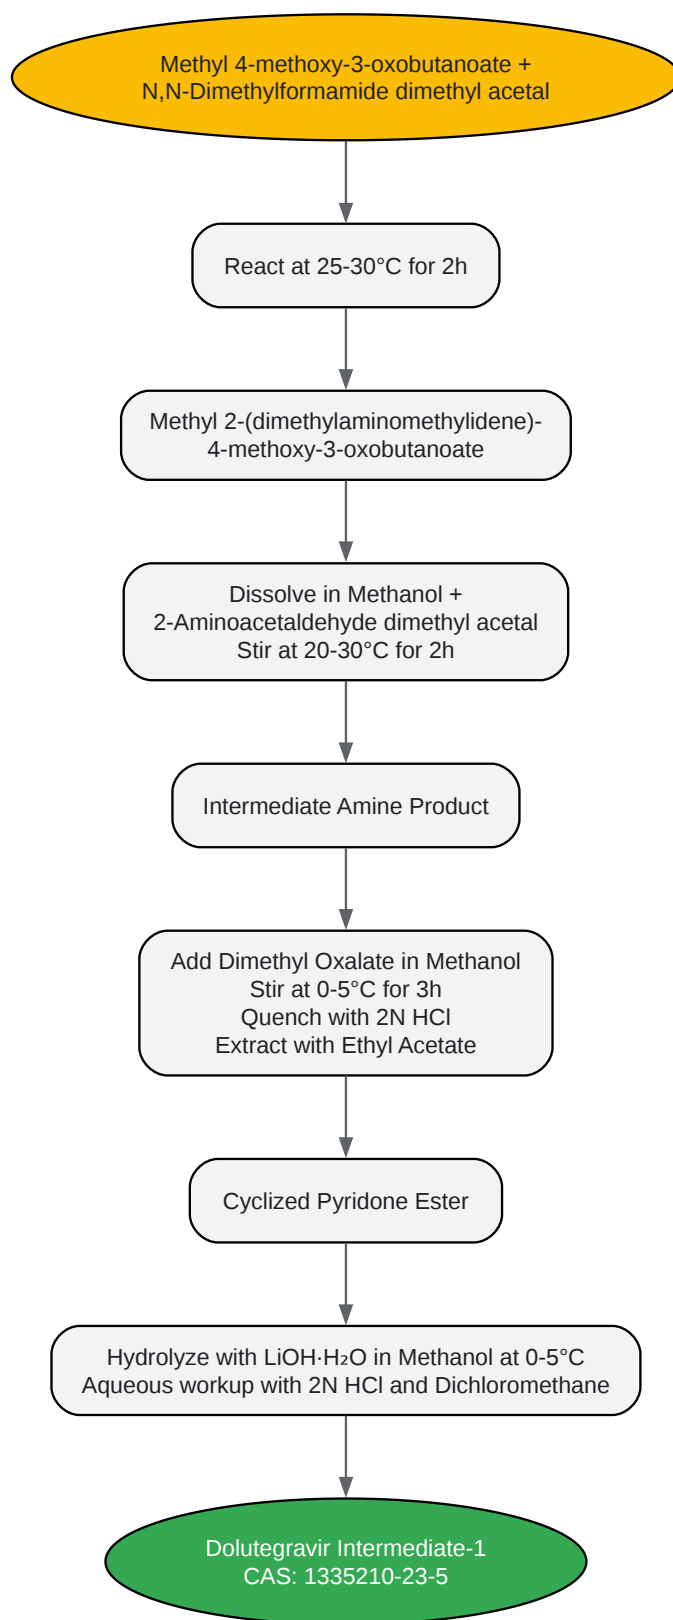 Methyl 4-methoxy-3-oxobutanoate +
N,N-Dimethylformamide dimethyl acetal
React at 25-30°C for 2h
Methyl 2-(dimethylaminomethylidene)-
4-methoxy-3-oxobutanoate
Dissolve in Methanol +
2-Aminoacetaldehyde dimethyl acetal
Stir at 20-30°C for 2h
Intermediate Amine Product
Add Dimethyl Oxalate in Methanol
Stir at 0-5°C for 3h
Quench with 2N HCl
Extract with Ethyl Acetate
Cyclized Pyridone Ester
Hydrolyze with LiOH·H₂O in Methanol at 0-5°C
Aqueous workup with 2N HCl and Dichloromethane
Dolutegravir Intermediate-1
CAS: 1335210-23-5